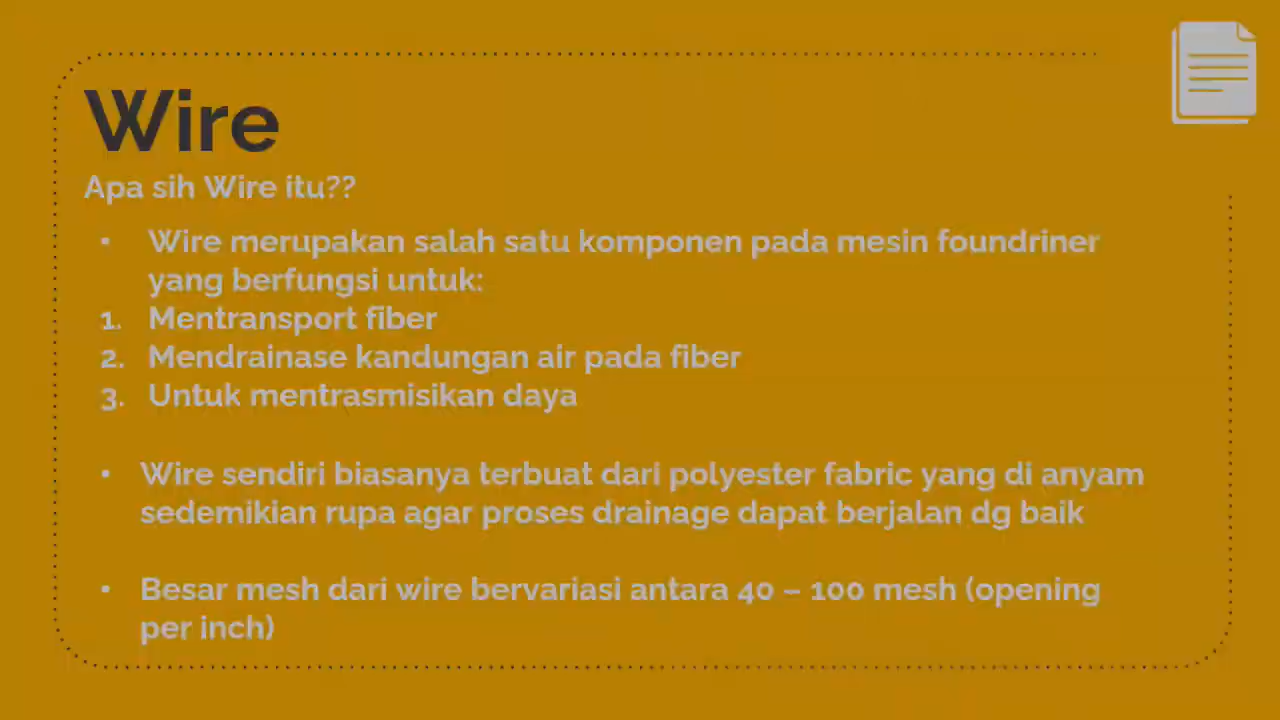 Wire
Apa sih Wire itu??
• Wire merupakan salah satu komponen pada mesin foundriner
yang berfungsi untuk:
1. Mentransport fiber
2. Mendrainase kandungan air pada fiber
3. Untuk mentrasmisikan daya
• Wire sendiri biasanya terbuat dari polyester fabric yang di anyam
sedemikian rupa agar proses drainage dapat berjalan dg baik
• Besar mesh dari wire bervariasi antara 40 – 100 mesh (opening
per inch)